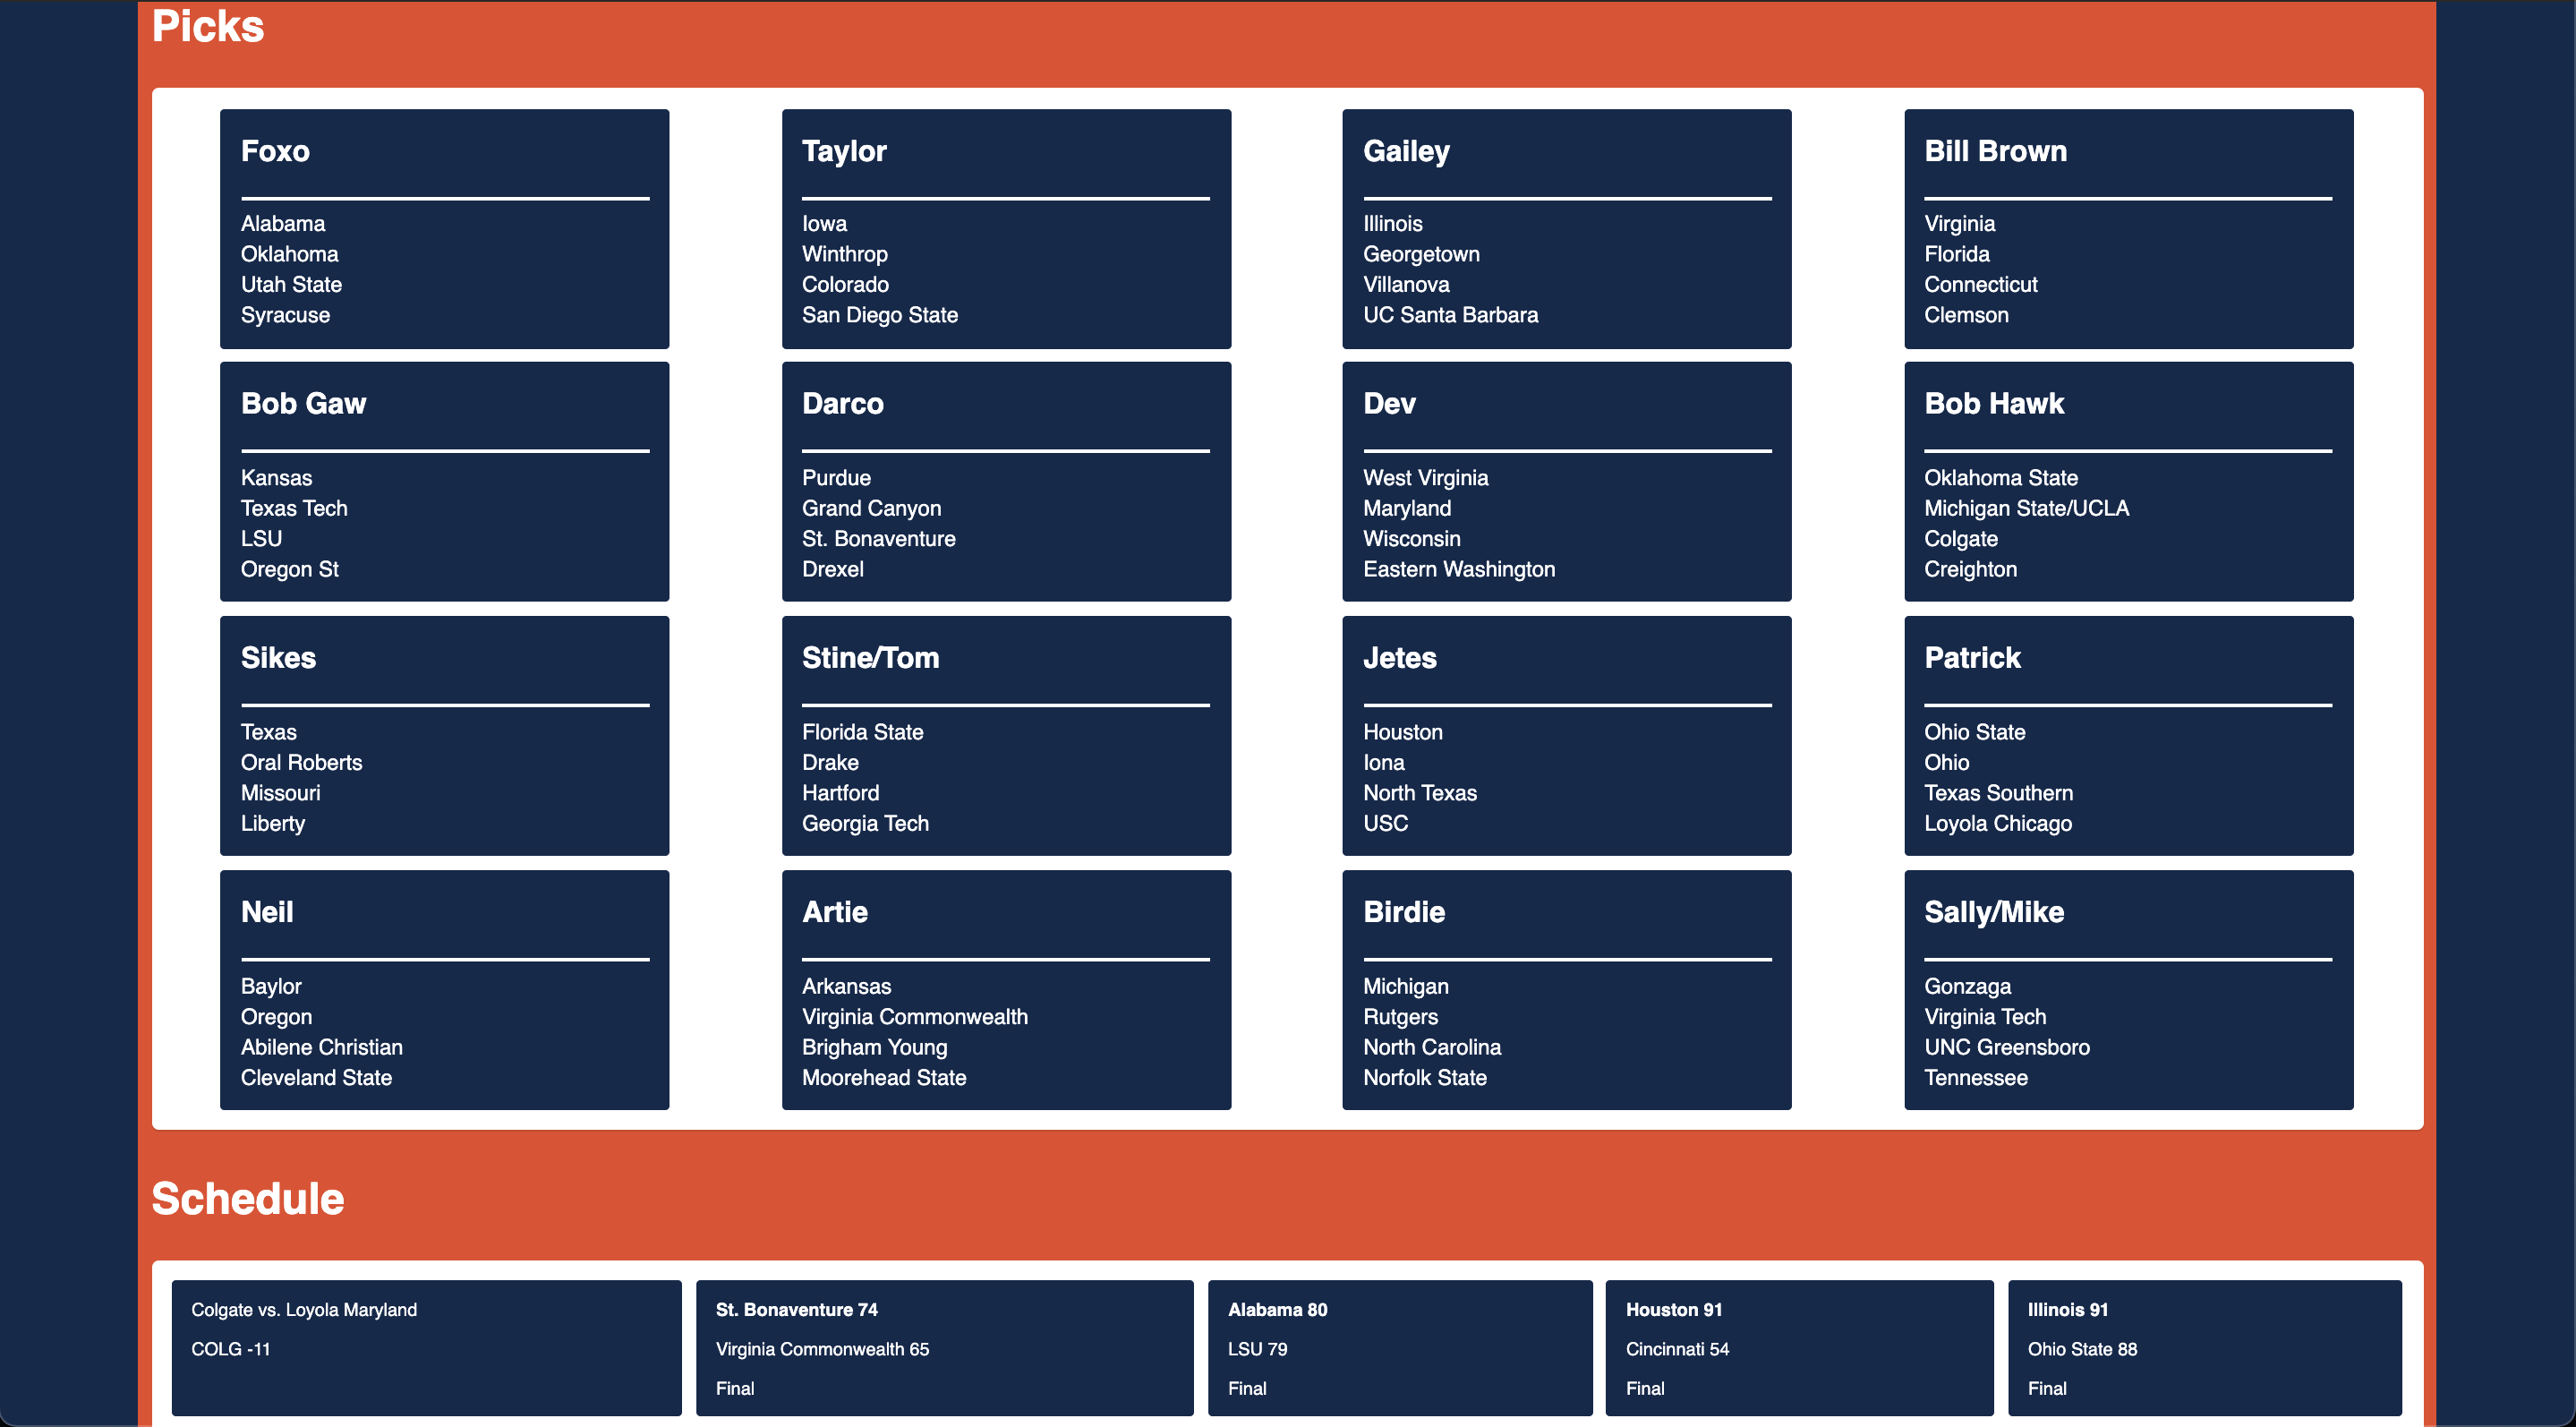 Picks
Foxo
Alabama
Oklahoma
Utah State
Syracuse
Taylor
Iowa
Winthrop
Colorado
San Diego State
Gailey
Illinois
Georgetown
Villanova
UC Santa Barbara
Bill Brown
Virginia
Florida
Connecticut
Clemson
Bob Gaw
Kansas
Texas Tech
LSU
Oregon St
Darco
Purdue
Grand Canyon
St. Bonaventure
Drexel
Dev
West Virginia
Maryland
Wisconsin
Eastern Washington
Bob Hawk
Oklahoma State
Michigan State/UCLA
Colgate
Creighton
Sikes
Texas
Oral Roberts
Missouri
Liberty
Stine/Tom
Florida State
Drake
Hartford
Georgia Tech
Jetes
Houston
Iona
North Texas
USC
Patrick
Ohio State
Ohio
Texas Southern
Loyola Chicago
Neil
Baylor
Oregon
Abilene Christian
Cleveland State
Artie
Arkansas
Virginia Commonwealth
Brigham Young
Moorehead State
Birdie
Michigan
Rutgers
North Carolina
Norfolk State
Sally/Mike
Gonzaga
Virginia Tech
UNC Greensboro
Tennessee
Schedule
Colgate vs. Loyola Maryland
COLG -11
St. Bonaventure 74
Virginia Commonwealth 65
Final
Alabama 80
LSU 79
Final
Houston 91
Cincinnati 54
Final
Illinois 91
Ohio State 88
Final